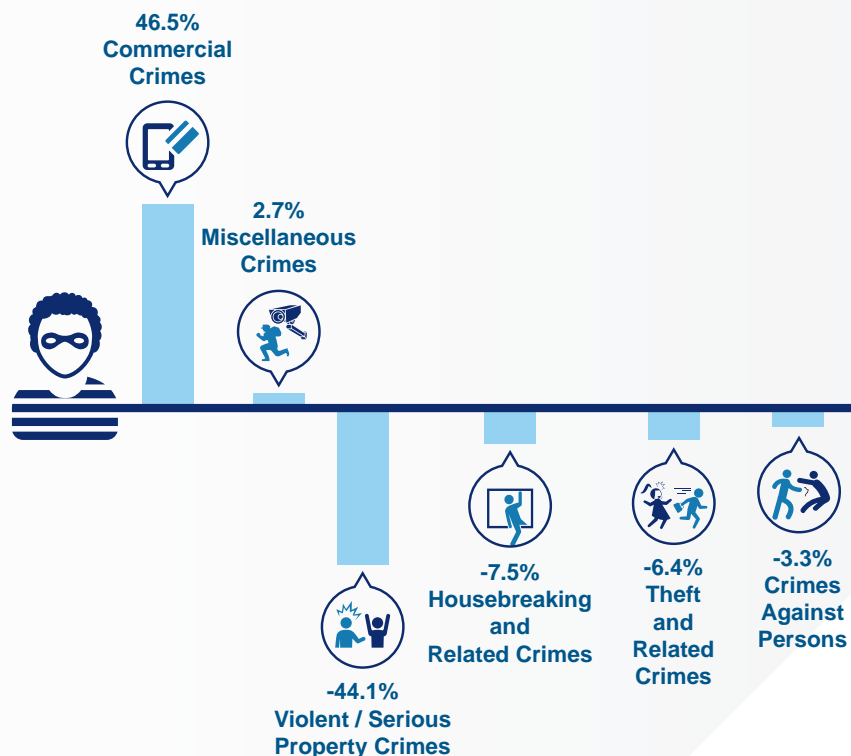 46.5%
Commercial
Crimes
2.7%
Miscellaneous
Crimes
-44.1%
Violent / Serious
Property Crimes
-7.5%
Housebreaking
and
Related Crimes
-6.4%
Theft
and
Related
Crimes
-3.3%
Crimes
Against
Persons